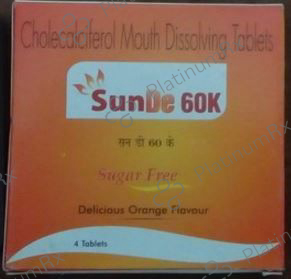 Cholecalciferol Mouth Dissolving Tablets
SunDe 60K
सन डी 60 के
Sugar Free
Delicious Orange Flavour
4 Tablets